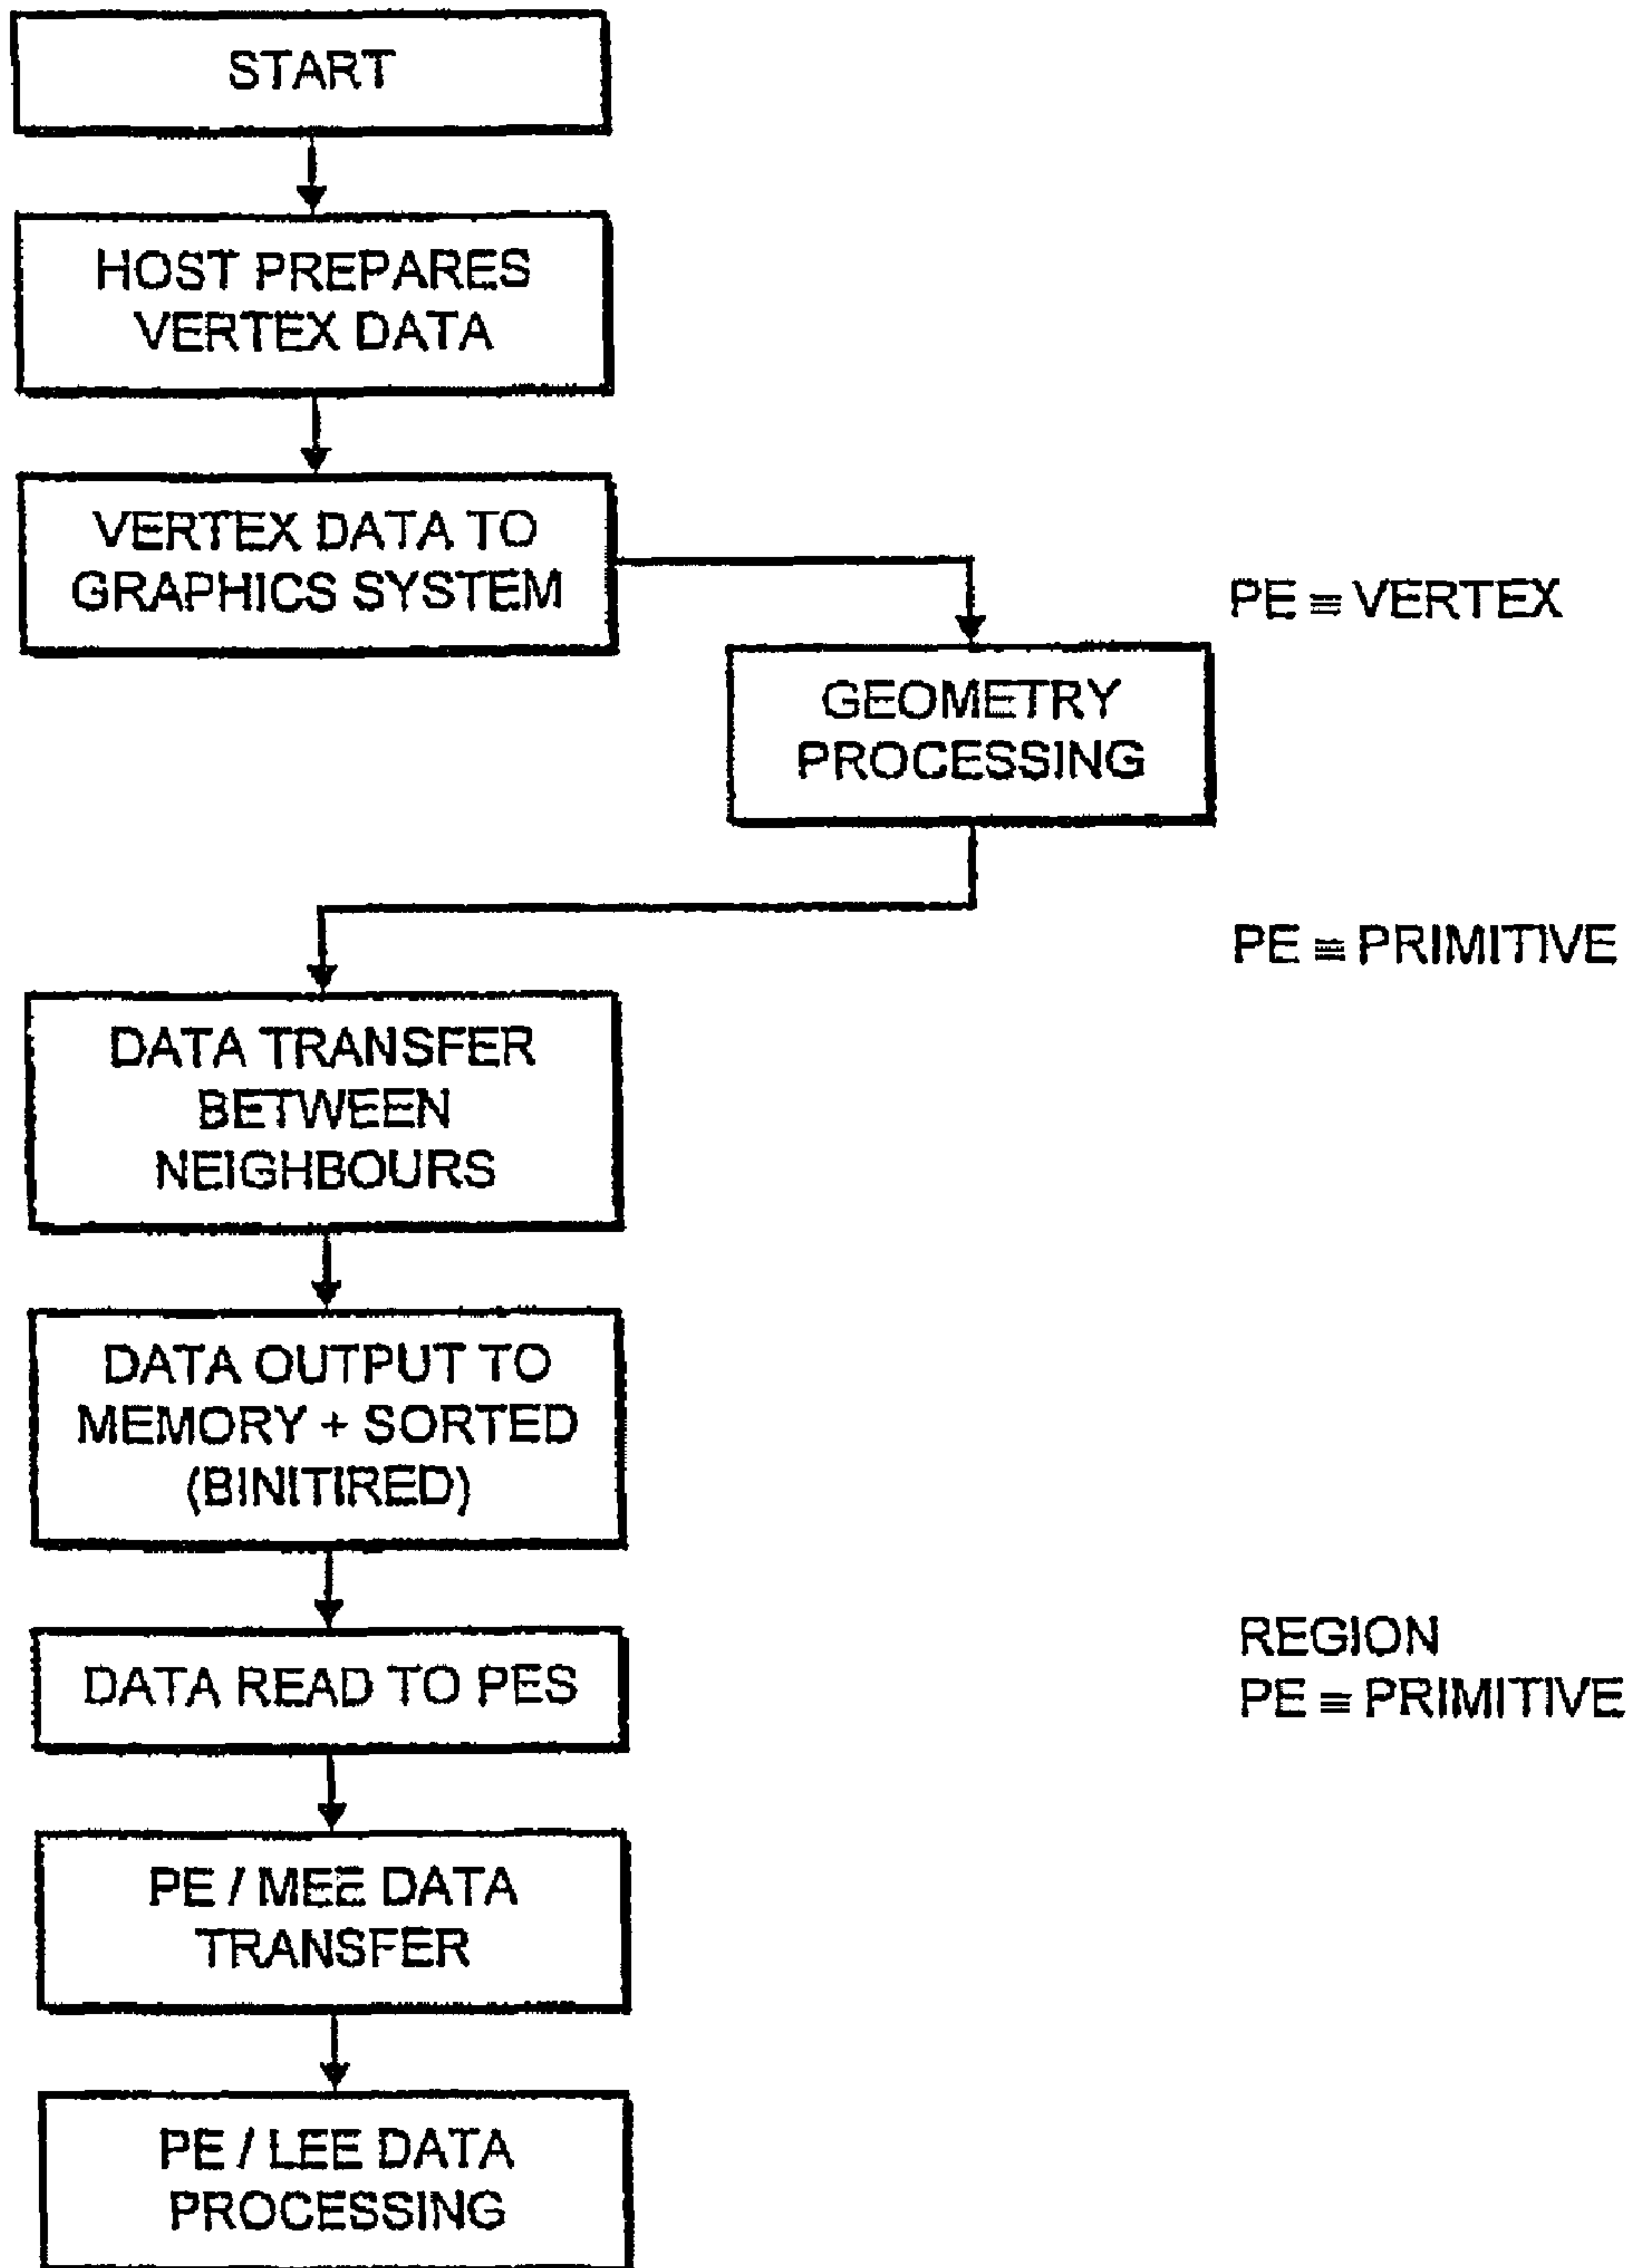 START
HOST PREPARES
VERTEX DATA
VERTEX DATA TO
GRAPHICS SYSTEM
PE ≡ VERTEX
GEOMETRY
PROCESSING
PE ≡ PRIMITIVE
DATA TRANSFER
BETWEEN
NEIGHBOURS
DATA OUTPUT TO
MEMORY + SORTED
(BINITIRED)
DATA READ TO PES
REGION
PE ≡ PRIMITIVE
PE / MEE DATA
TRANSFER
PE / LEE DATA
PROCESSING